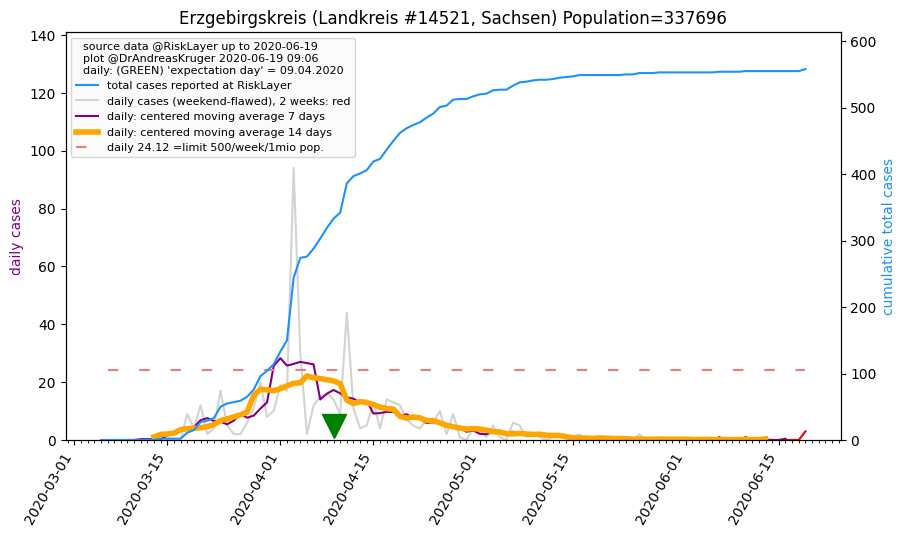 Erzgebirgskreis (Landkreis #14521, Sachsen) Population=337696
source data @RiskLayer up to 2020-06-19
plot @DrAndreasKruger 2020-06-19 09:06
daily: (GREEN) 'expectation day' = 09.04.2020
total cases reported at RiskLayer
daily cases (weekend-flawed), 2 weeks: red
daily: centered moving average 7 days
daily: centered moving average 14 days
daily 24.12 =limit 500/week/1mio pop.
daily cases
140
120
100
80
60
40
20
0
cumulative total cases
600
500
400
300
200
100
0
2020-03-01
2020-03-15
2020-04-01
2020-04-15
2020-05-01
2020-05-15
2020-06-01
2020-06-15